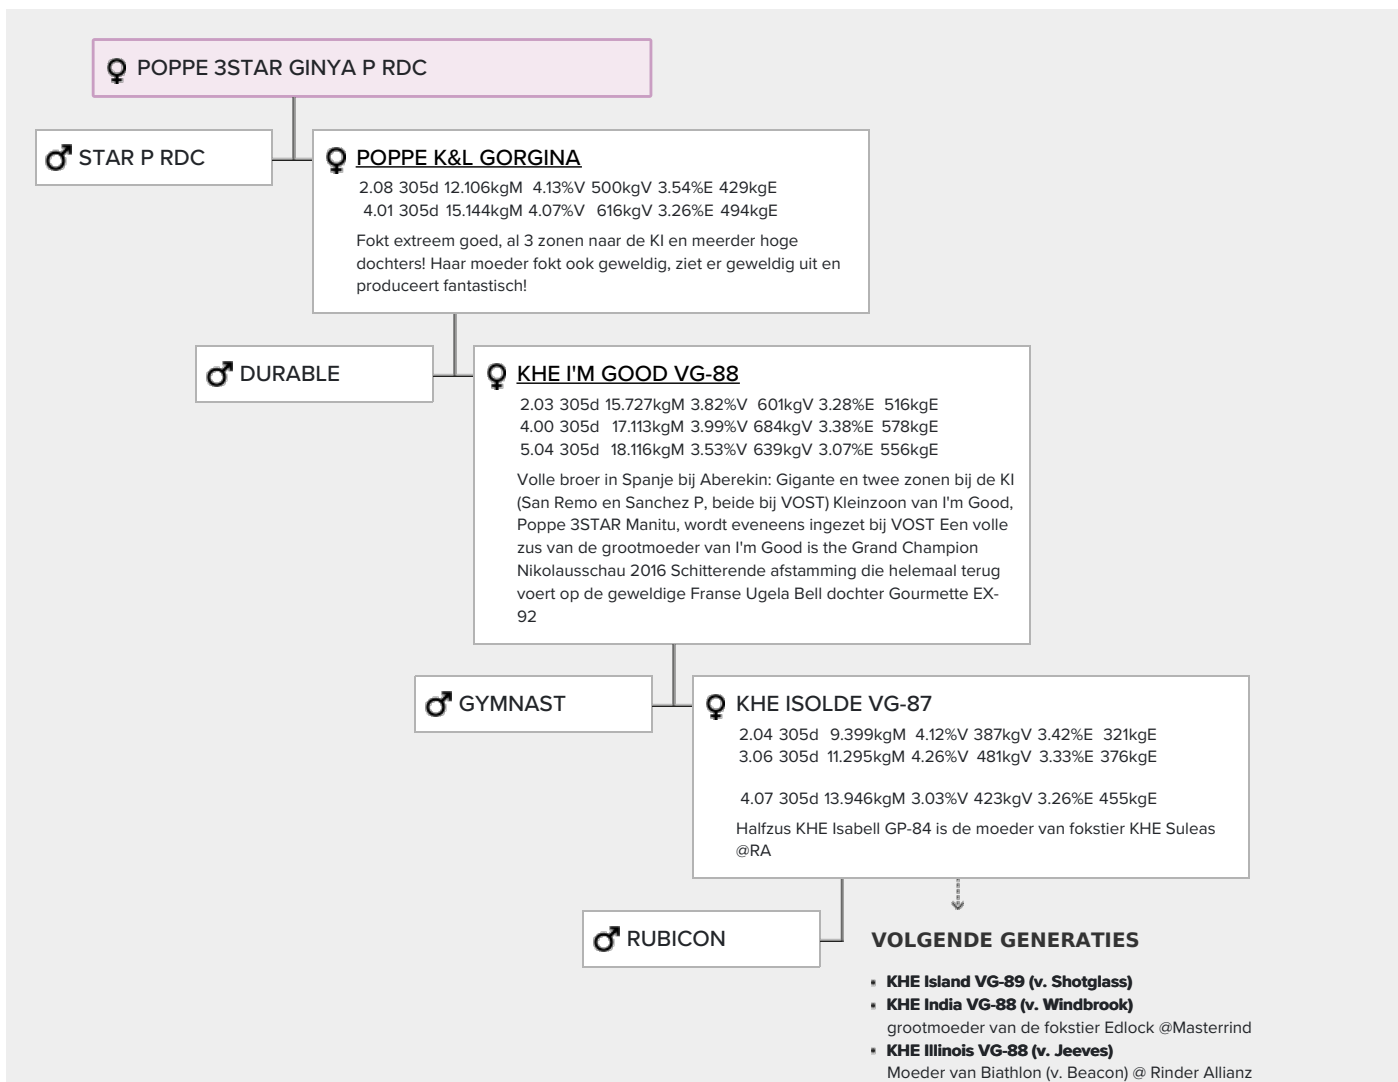 POPPE 3STAR GINYA P RDC
STAR P RDC
POPPE K&L GORGINA
2.08 305d 12.106kgM 4.13%V 500kgV 3.54%E 429kgE
4.01 305d 15.144kgM 4.07%V 616kgV 3.26%E 494kgE
Fokt extreem goed, al 3 zonen naar de KI en meerder hoge
dochters! Haar moeder fokt ook geweldig, ziet er geweldig uit en
produceert fantastisch!
DURABLE
KHE I'M GOOD VG-88
2.03 305d 15.727kgM 3.82%V 601kgV 3.28%E 516kgE
4.00 305d 17.113kgM 3.99%V 684kgV 3.38%E 578kgE
5.04 305d 18.116kgM 3.53%V 639kgV 3.07%E 556kgE
Volle broer in Spanje bij Aberekin: Gigante en twee zonen bij de KI
(San Remo en Sanchez P, beide bij VOST) Kleinzoon van I'm Good,
Poppe 3STAR Manitu, wordt eveneens ingezet bij VOST Een volle
zus van de grootmoeder van I'm Good is the Grand Champion
Nikolausschau 2016 Schitterende afstamming die helemaal terug
voert op de geweldige Franse Ugela Bell dochter Gourmette EX-
92
GYMNAST
KHE ISOLDE VG-87
2.04 305d 9.399kgM 4.12%V 387kgV 3.42%E 321kgE
3.06 305d 11.295kgM 4.26%V 481kgV 3.33%E 376kgE
4.07 305d 13.946kgM 3.03%V 423kgV 3.26%E 455kgE
Halfzus KHE Isabell GP-84 is de moeder van fokstier KHE Suleas
@RA
RUBICON
VOLGENDE GENERATIES
KHE Island VG-89 (v. Shotglass)
KHE India VG-88 (v. Windbrook)
grootmoeder van de fokstier Edlock @Masterrind
KHE Illinois VG-88 (v. Jeeves)
Moeder van Biathlon (v. Beacon) @ Rinder Allianz